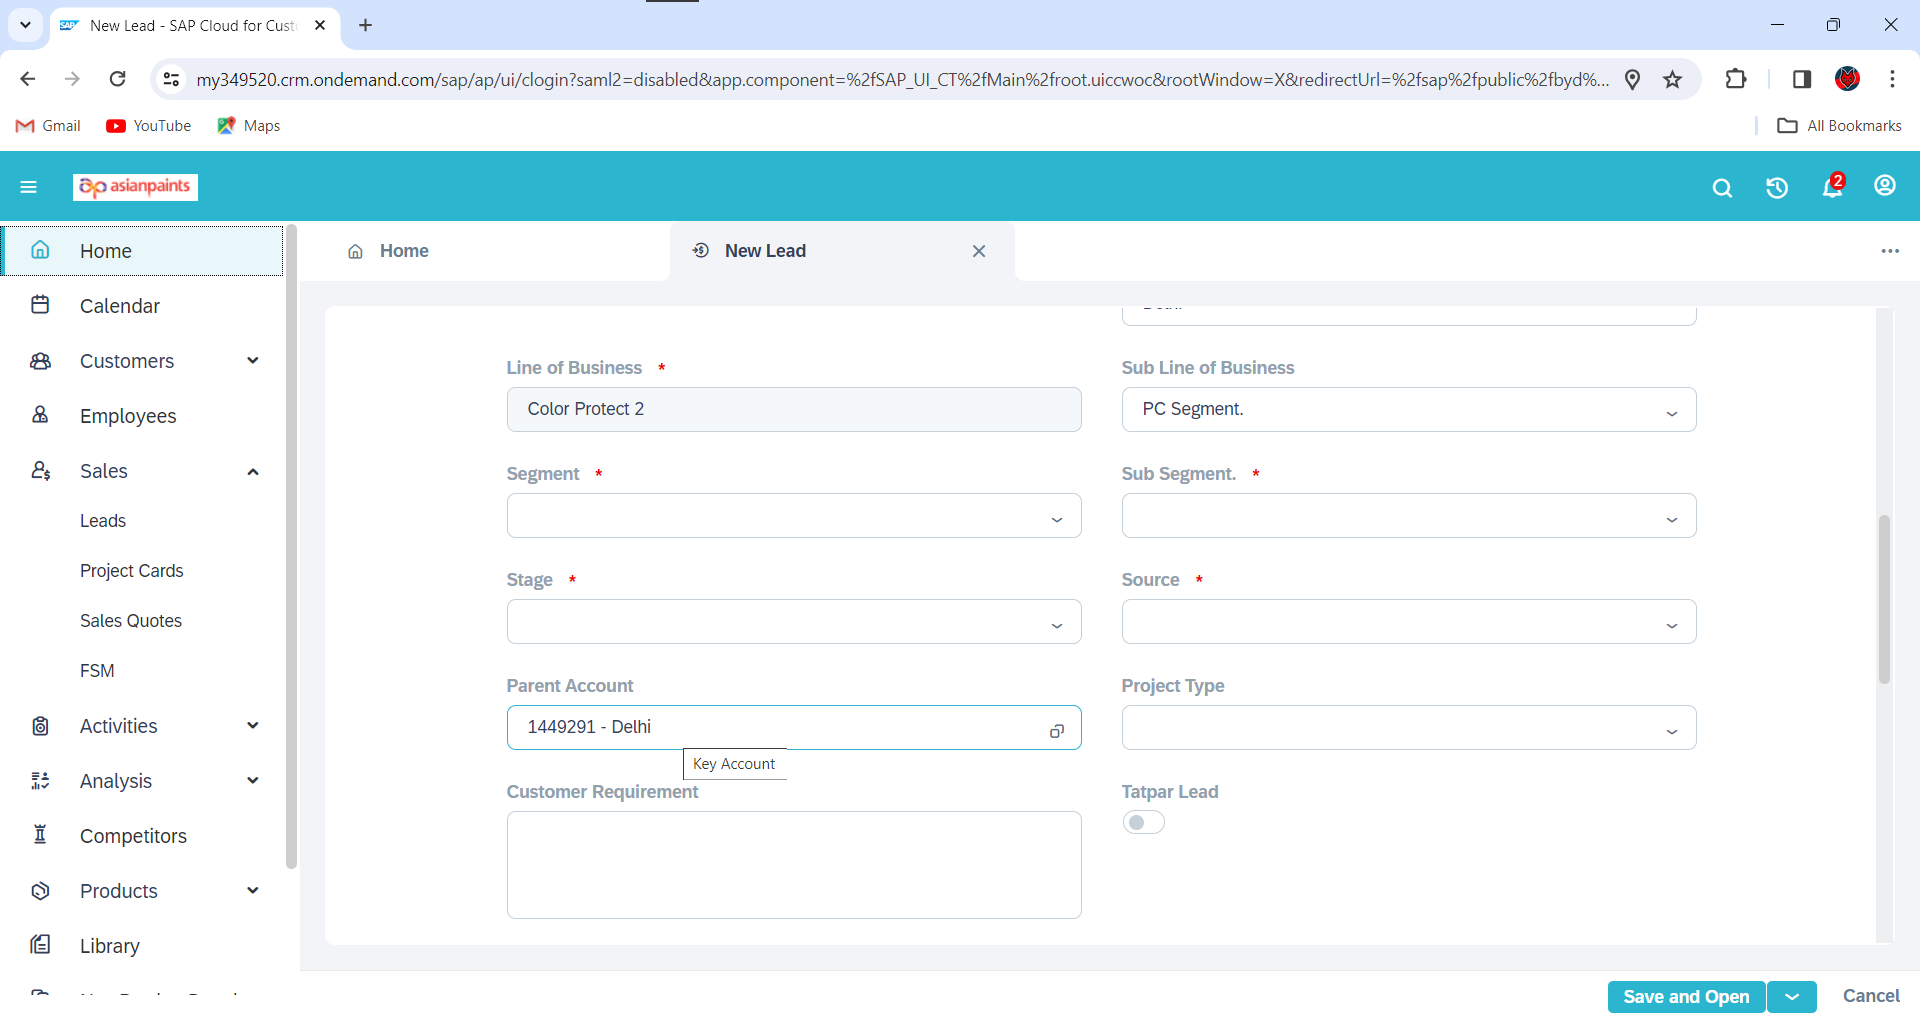 New Lead - SAP Cloud for Cust
my349520.crm.ondemand.com/sap/ap/ui/clogin?saml2=disabled&app.component=%2fSAP_UI_CT%2fMain%2froot.uiccwoc&rootWindow=X&redirectUrl=%2fsap%2fpublic%2fbyd%...
Gmail
YouTube
Maps
All Bookmarks
asianpaints
2
Home
Calendar
Customers
Employees
Sales
Leads
Project Cards
Sales Quotes
FSM
Activities
Analysis
Competitors
Products
Library
Home
New Lead
Line of Business *
Color Protect 2
Sub Line of Business
PC Segment.
Segment *
Sub Segment. *
Stage *
Source *
Parent Account
1449291 - Delhi
Key Account
Project Type
Customer Requirement
Tatpar Lead
Save and Open
Cancel